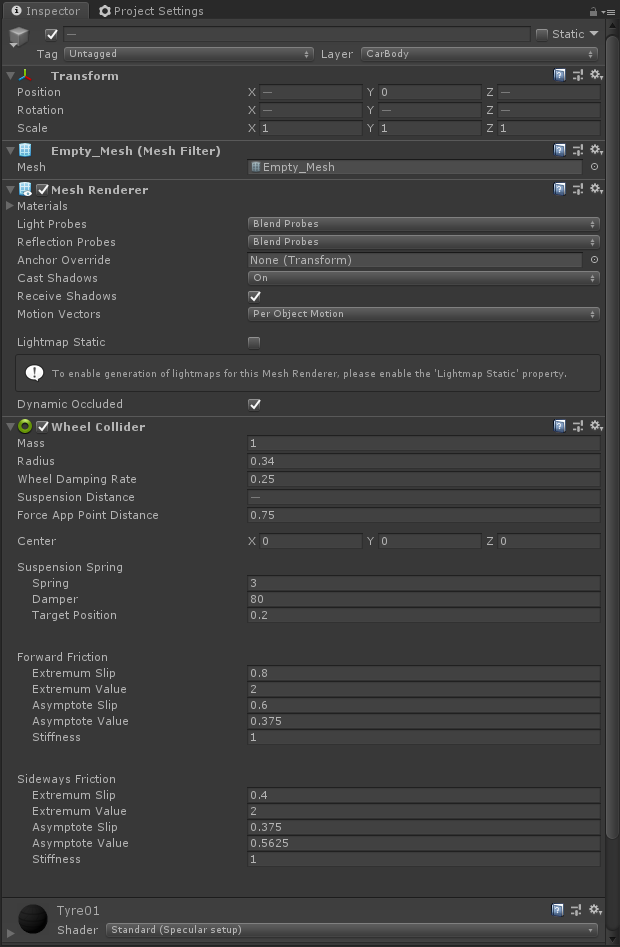 Inspector Project Settings
— Static
Tag Untagged Layer CarBody
Transform
Position X — Y 0 Z —
Rotation X — Y — Z —
Scale X 1 Y 1 Z 1
Empty_Mesh (Mesh Filter)
Mesh Empty_Mesh
Mesh Renderer
Materials
Light Probes Blend Probes
Reflection Probes Blend Probes
Anchor Override None (Transform)
Cast Shadows On
Receive Shadows
Motion Vectors Per Object Motion
Lightmap Static
To enable generation of lightmaps for this Mesh Renderer, please enable the 'Lightmap Static' property.
Dynamic Occluded
Wheel Collider
Mass 1
Radius 0.34
Wheel Damping Rate 0.25
Suspension Distance —
Force App Point Distance 0.75
Center X 0 Y 0 Z 0
Suspension Spring
Spring 3
Damper 80
Target Position 0.2
Forward Friction
Extremum Slip 0.8
Extremum Value 2
Asymptote Slip 0.6
Asymptote Value 0.375
Stiffness 1
Sideways Friction
Extremum Slip 0.4
Extremum Value 2
Asymptote Slip 0.375
Asymptote Value 0.5625
Stiffness 1
Tyre01
Shader Standard (Specular setup)